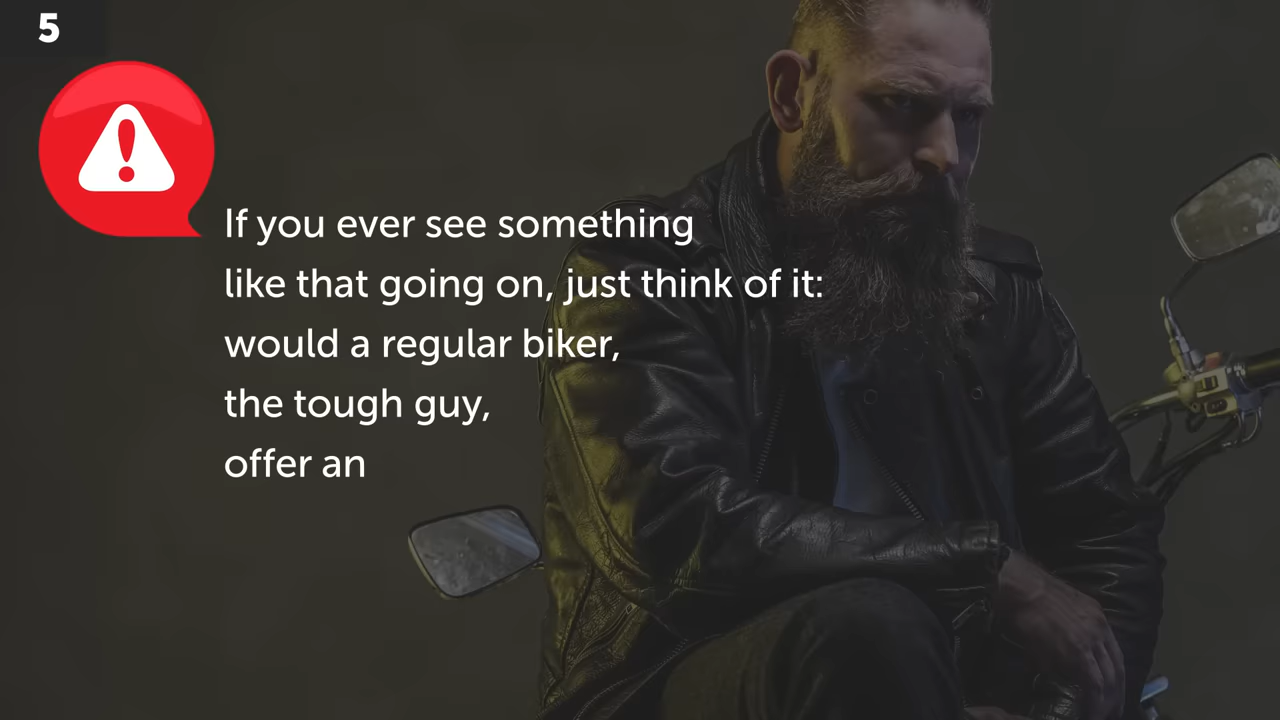 5
If you ever see something
like that going on, just think of it:
would a regular biker,
the tough guy,
offer an